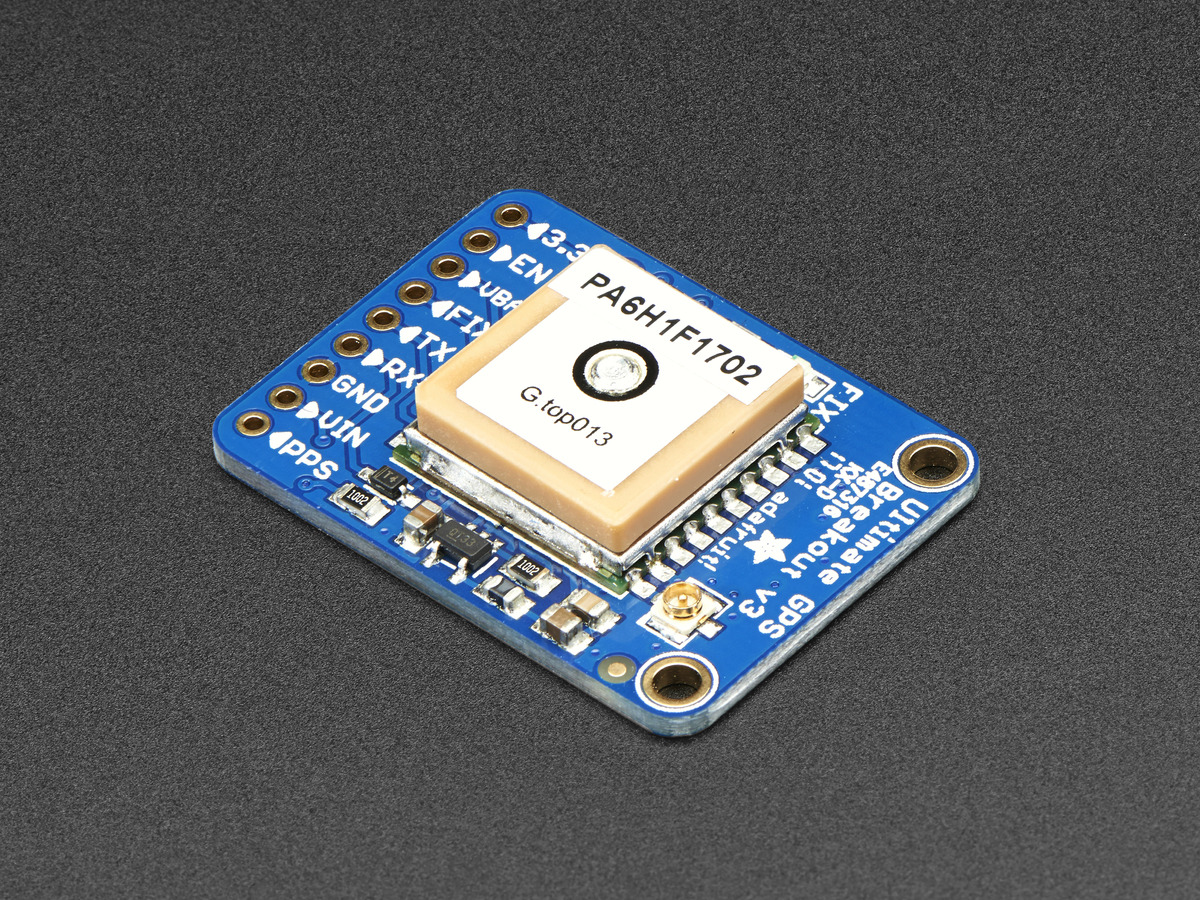 3.3
EN
VBA
FIX
TX
RX
GND
VIN
PPS
PA6H1F1702
G.top013
FIX
1002
1002
adafruit!
Ultimate GPS
Breakout v3